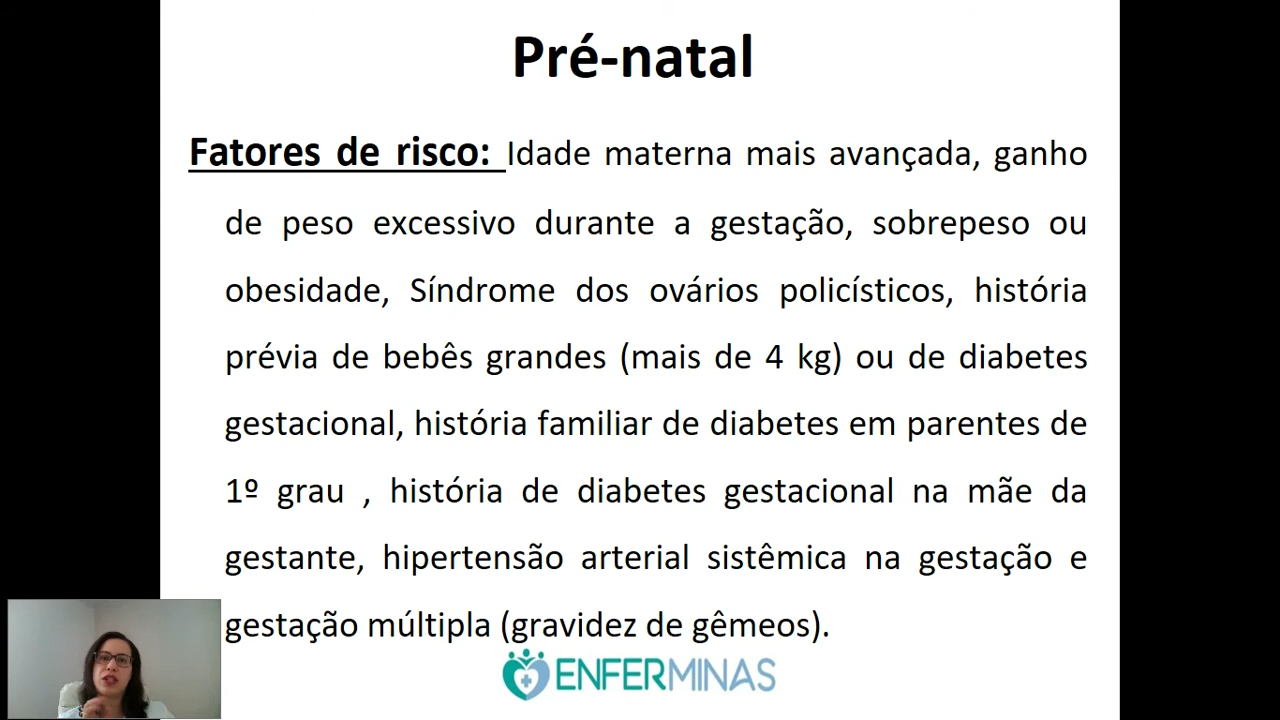 Pré-natal
Fatores de risco: Idade materna mais avançada, ganho
de peso excessivo durante a gestação, sobrepeso ou
obesidade, Síndrome dos ovários policísticos, história
prévia de bebês grandes (mais de 4 kg) ou de diabetes
gestacional, história familiar de diabetes em parentes de
1º grau , história de diabetes gestacional na mãe da
gestante, hipertensão arterial sistêmica na gestação e
gestação múltipla (gravidez de gêmeos).
ENFERMINAS